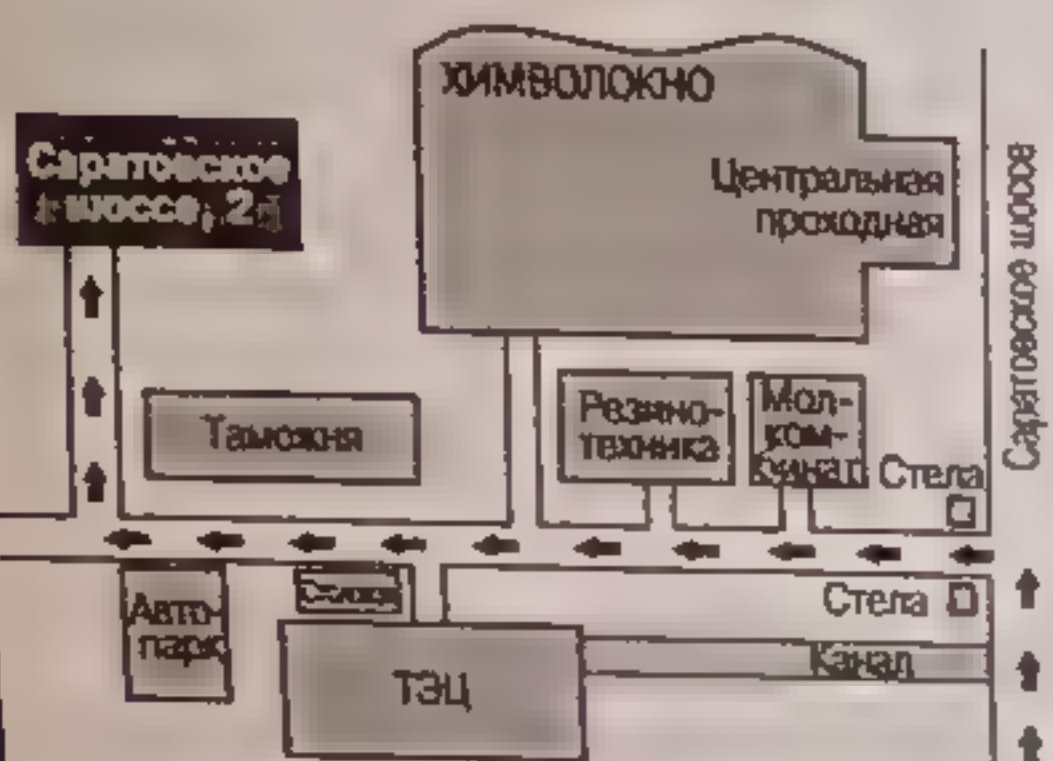 ХИМВОЛОКНО
Саратовское
шоссе,
Центральная
проходная
Саратовское шоссе
Таможня
Резино-
техника
Мол-
ком-
бинат
Стела
Авто-
парк
Стела
Канал
ТЭЦ